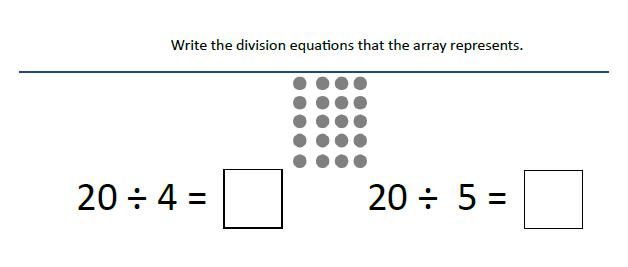 Write the division equations that the array represents.
20 ÷ 4 = 20 ÷ 5 =